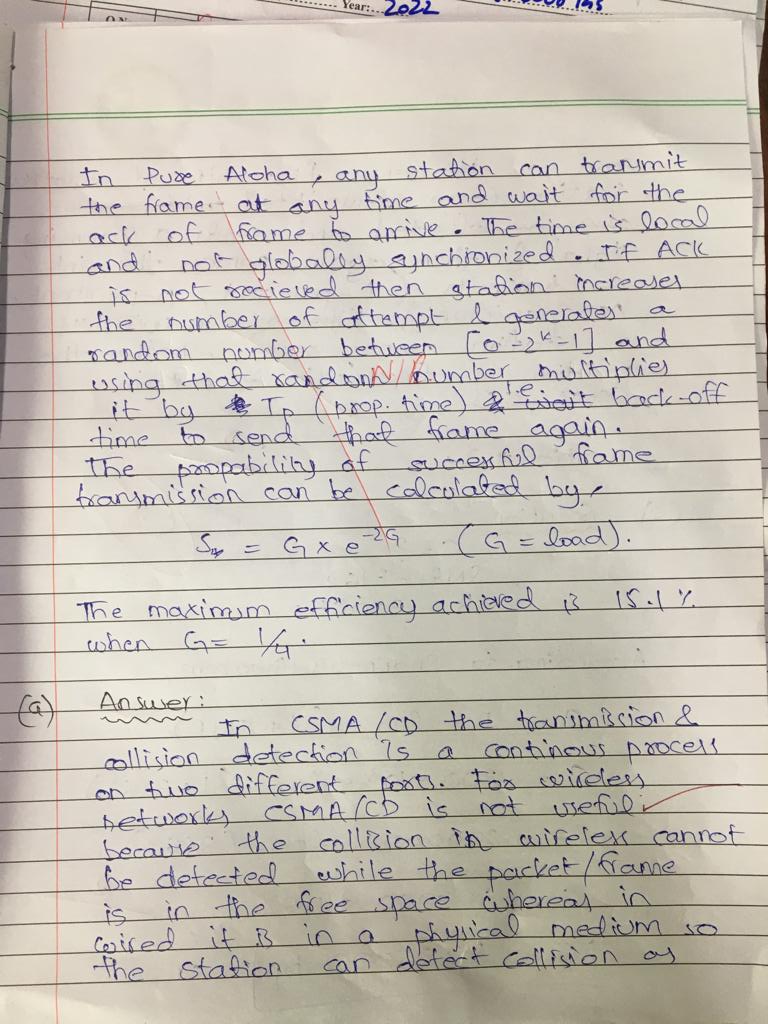 Year:... 2022
In Pure Aloha, any station can transmit
the frame at any time and wait for the
ack of frame to arrive. The time is local
and not globally synchronized. If ACK
is not recieved then station increases
the number of attempt & generates a
random number between [0 - 2^k - 1] and
using that random number multiplies
it by Tp (prop. time) i.e back-off
time to send that frame again.
The propability of successful frame
transmission can be calculated by,
S = G x e^-2G (G = load).
The maximum efficiency achieved is 15.1 %
when G = 1/4.
(a) Answer:
In CSMA/CD the transmission &
collision detection is a continous process
on two different ports. For wireless
networks CSMA/CD is not useful
because the collision in wireless cannot
be detected while the packet/frame
is in the free space whereas in
wired it is in a physical medium so
the station can detect collision as